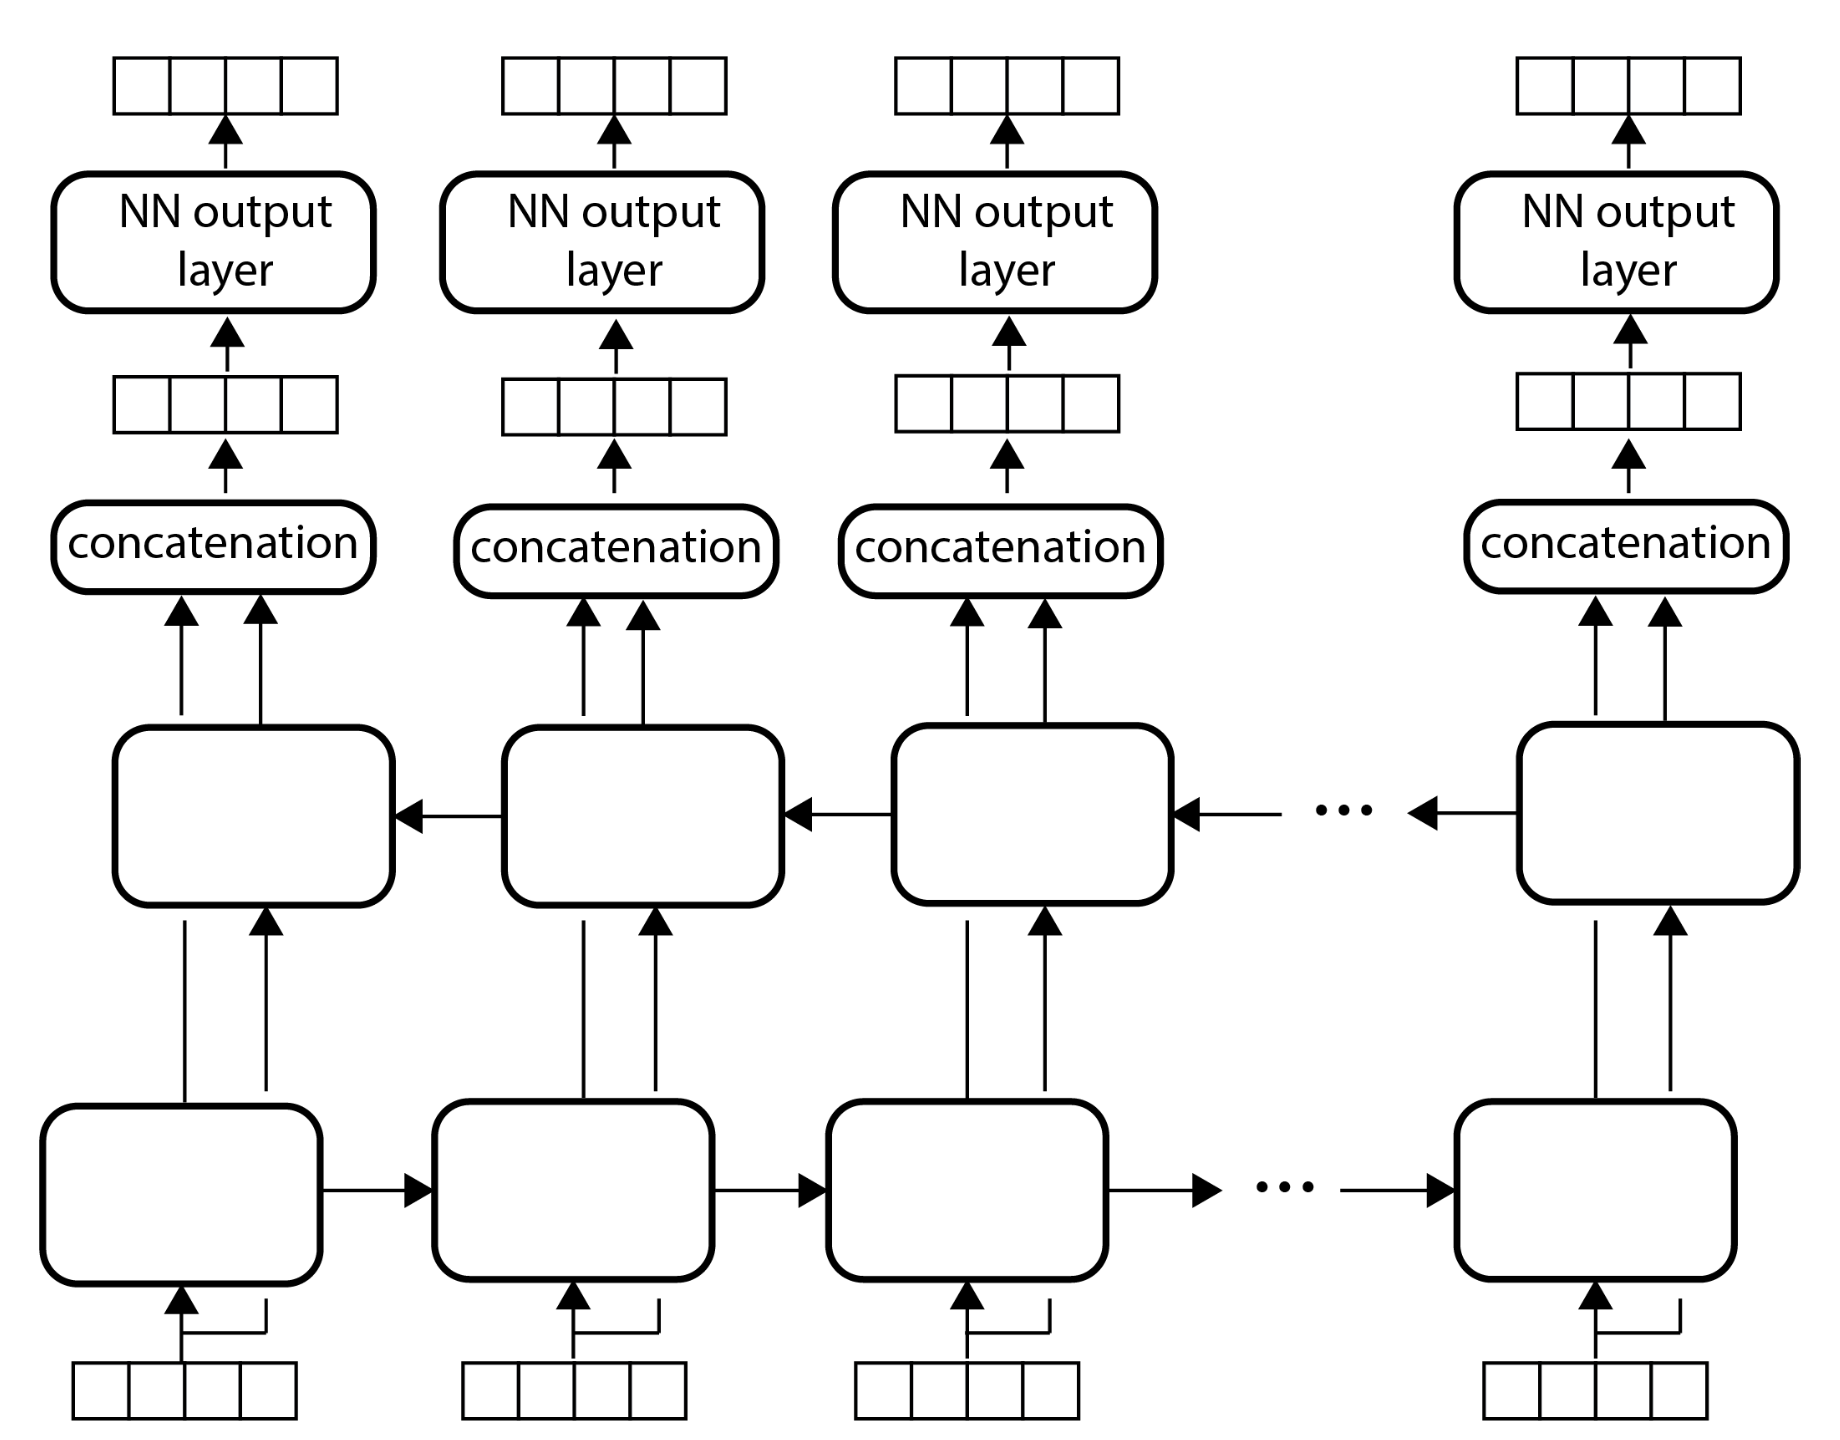 NN output
layer
NN output
layer
NN output
layer
NN output
layer
concatenation
concatenation
concatenation
concatenation
...
...